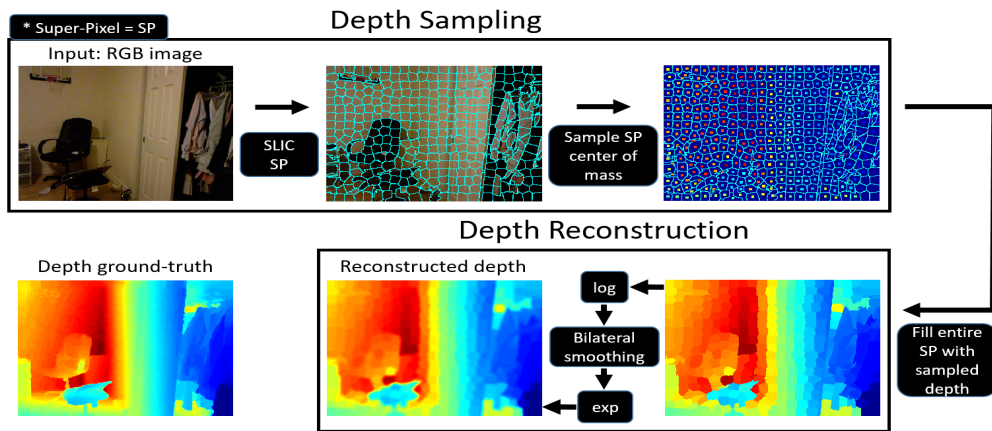 Depth Sampling
* Super-Pixel = SP
Input: RGB image
SLIC
SP
Sample SP
center of
mass
Depth Reconstruction
Depth ground-truth
Reconstructed depth
log
Bilateral
smoothing
exp
Fill entire
SP with
sampled
depth